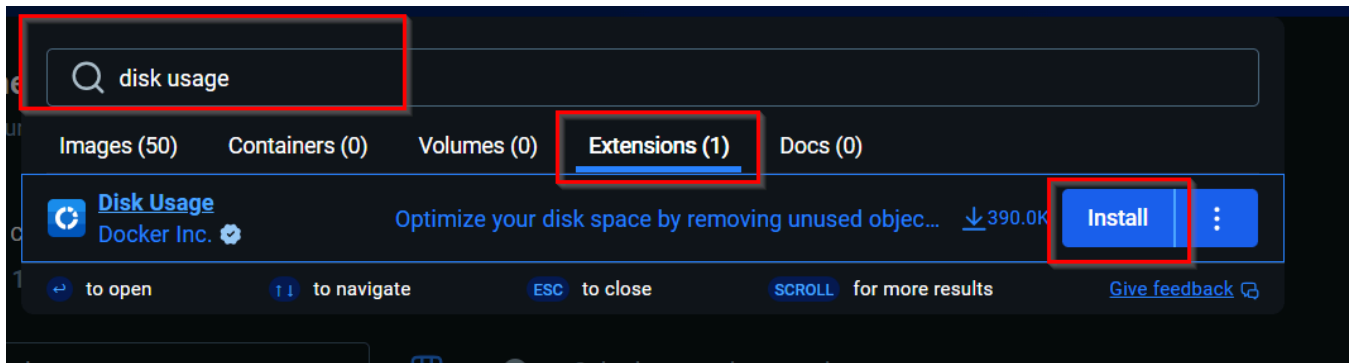 disk usage
Images (50) Containers (0) Volumes (0) Extensions (1) Docs (0)
Disk Usage
Docker Inc.
Optimize your disk space by removing unused objec... 390.0K Install
to open to navigate ESC to close SCROLL for more results Give feedback